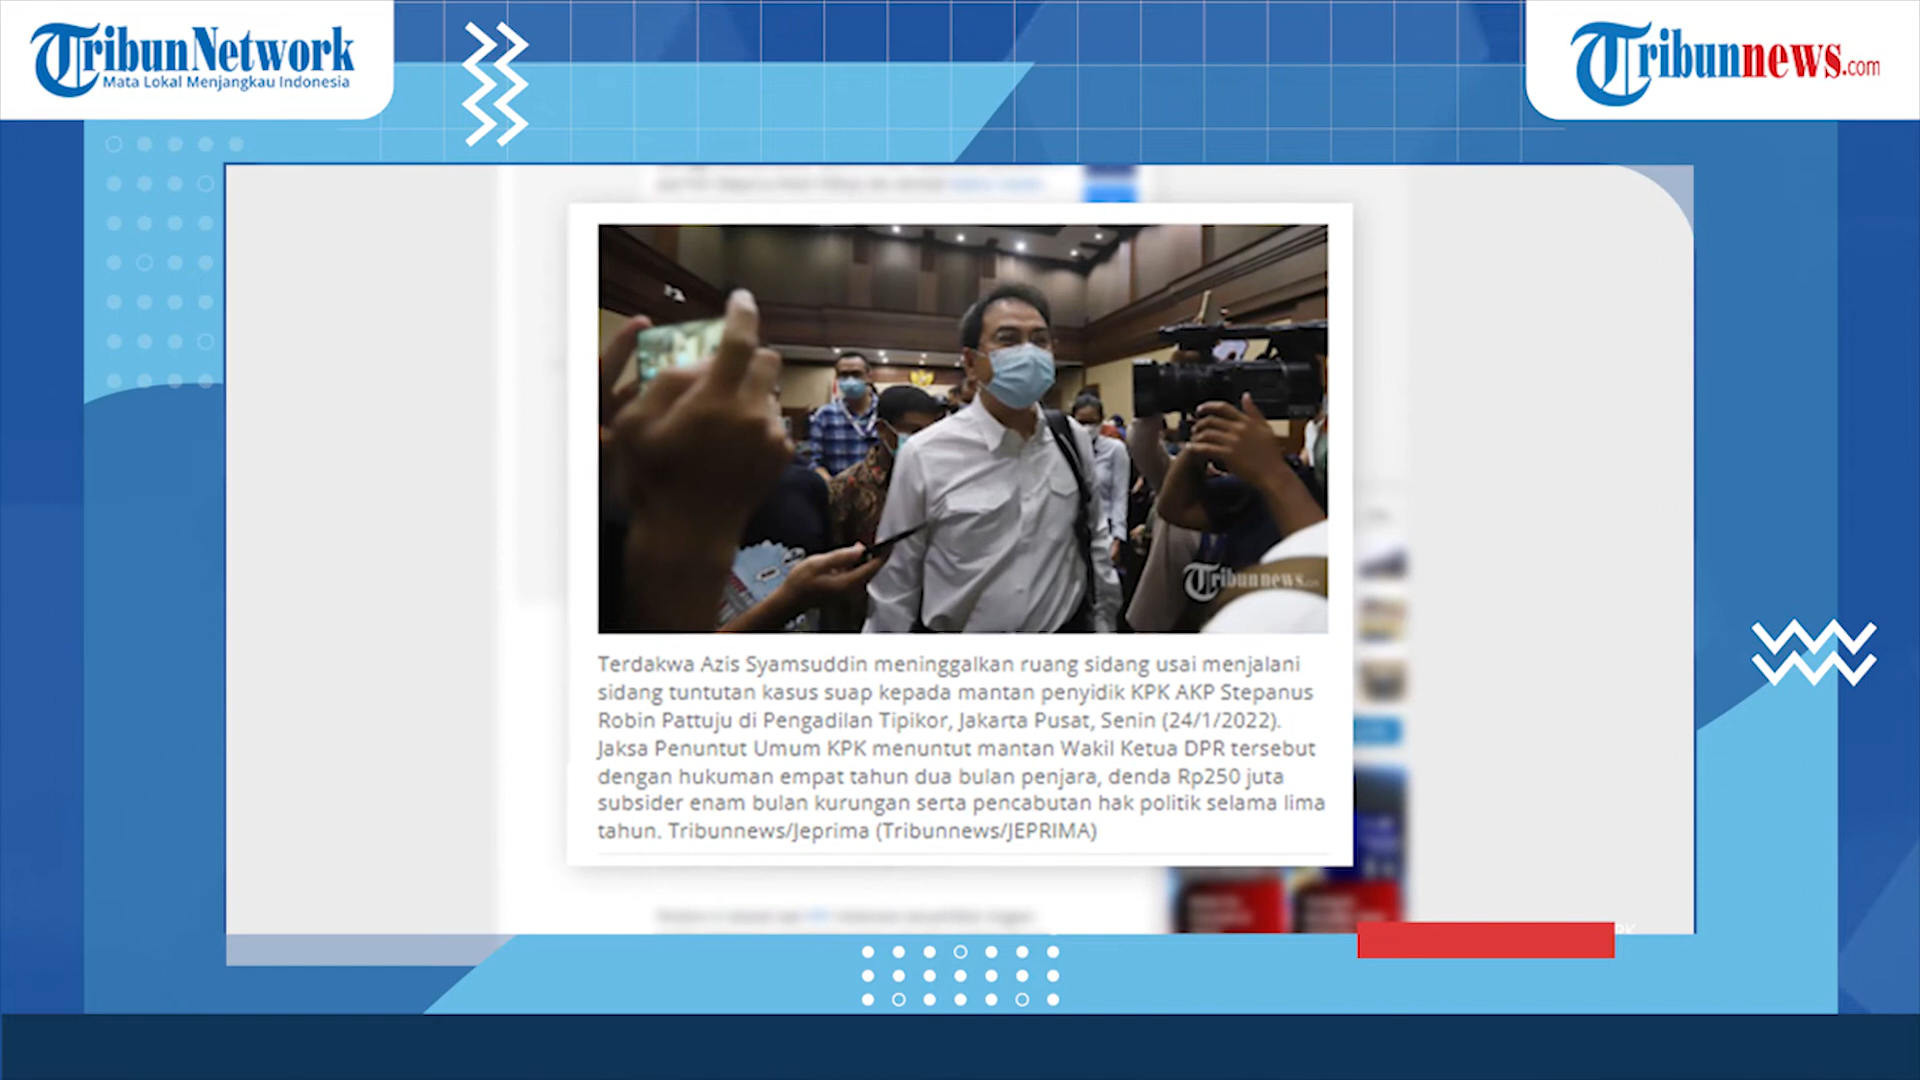 Tribun Network
Mata Lokal Menjangkau Indonesia
Tribunnews.com
Tribunnews.com
Terdakwa Azis Syamsuddin meninggalkan ruang sidang usai menjalani
sidang tuntutan kasus suap kepada mantan penyidik KPK AKP Stepanus
Robin Pattuju di Pengadilan Tipikor, Jakarta Pusat, Senin (24/1/2022).
Jaksa Penuntut Umum KPK menuntut mantan Wakil Ketua DPR tersebut
dengan hukuman empat tahun dua bulan penjara, denda Rp250 juta
subsider enam bulan kurungan serta pencabutan hak politik selama lima
tahun. Tribunnews/Jeprima (Tribunnews/JEPRIMA)